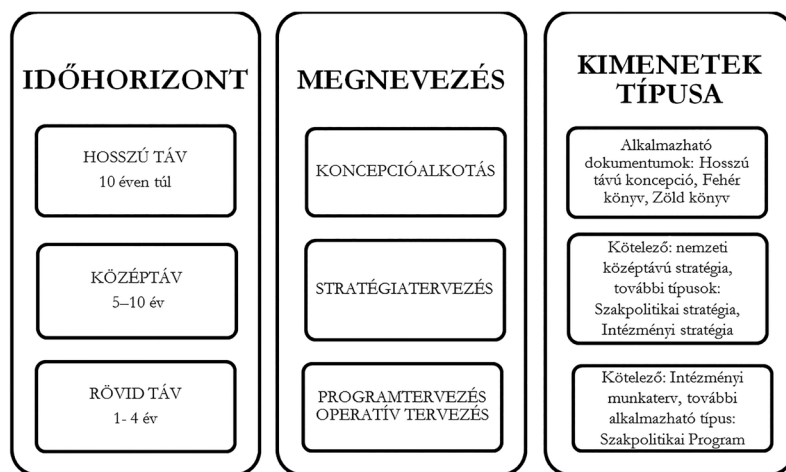 IDŐHORIZONT
HOSSZÚ TÁV
10 éven túl
KÖZÉPTÁV
5–10 év
RÖVID TÁV
1- 4 év
MEGNEVEZÉS
KONCEPCIÓALKOTÁS
STRATÉGIATERVEZÉS
PROGRAMTERVEZÉS
OPERATÍV TERVEZÉS
KIMENETEK
TÍPUSA
Alkalmazható
dokumentumok: Hosszú
távú koncepció, Fehér
könyv, Zöld könyv
Kötelező: nemzeti
középtávú stratégia,
további típusok:
Szakpolitikai stratégia,
Intézményi stratégia
Kötelező: Intézményi
munkaterv, további
alkalmazható típus:
Szakpolitikai Program